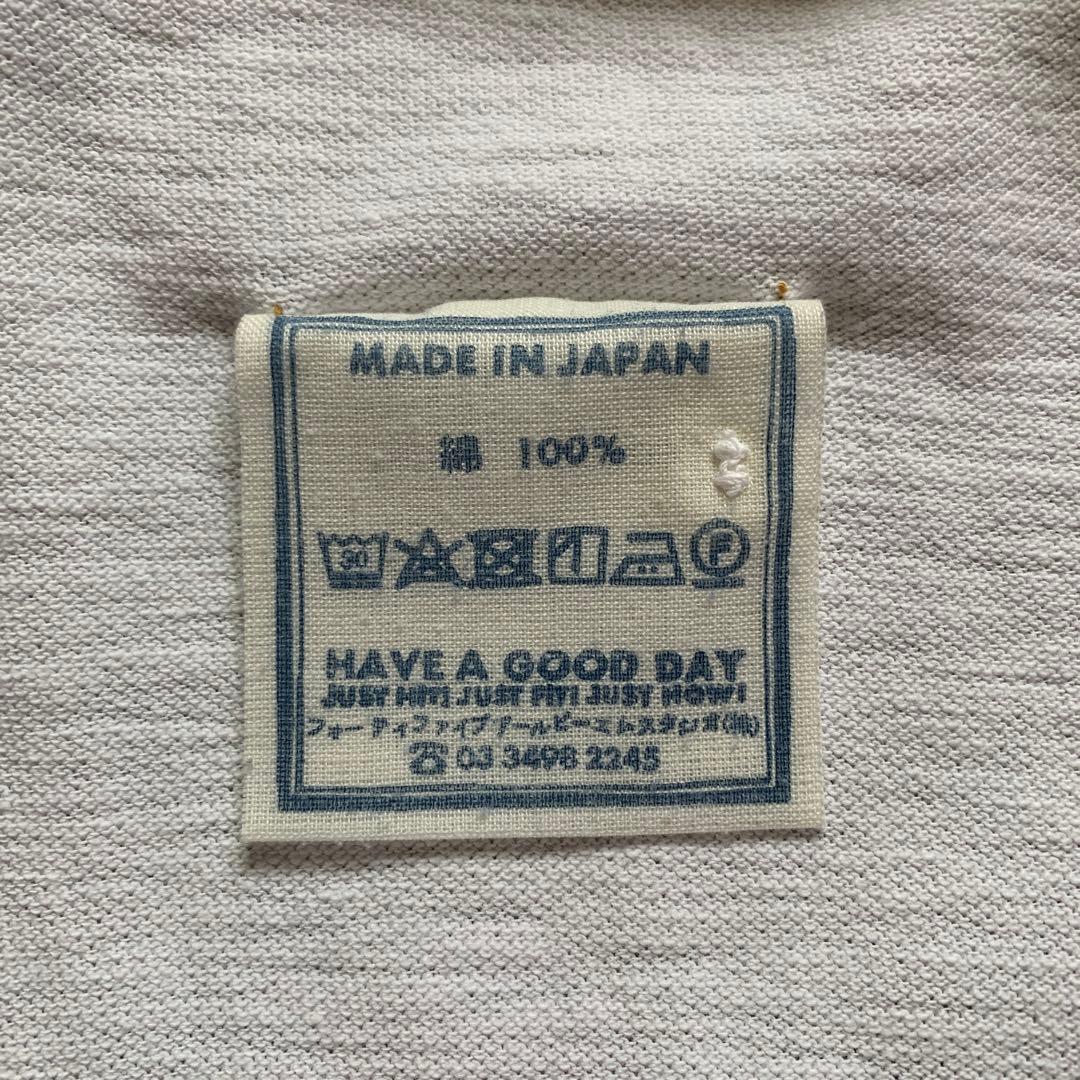 MADE IN JAPAN
綿 100%
30
P
HAVE A GOOD DAY
JUST HIT! JUST FIT! JUST NOW!
フォーティファイブアールピーエムスタジオ(株)
☎ 03 3498 2245